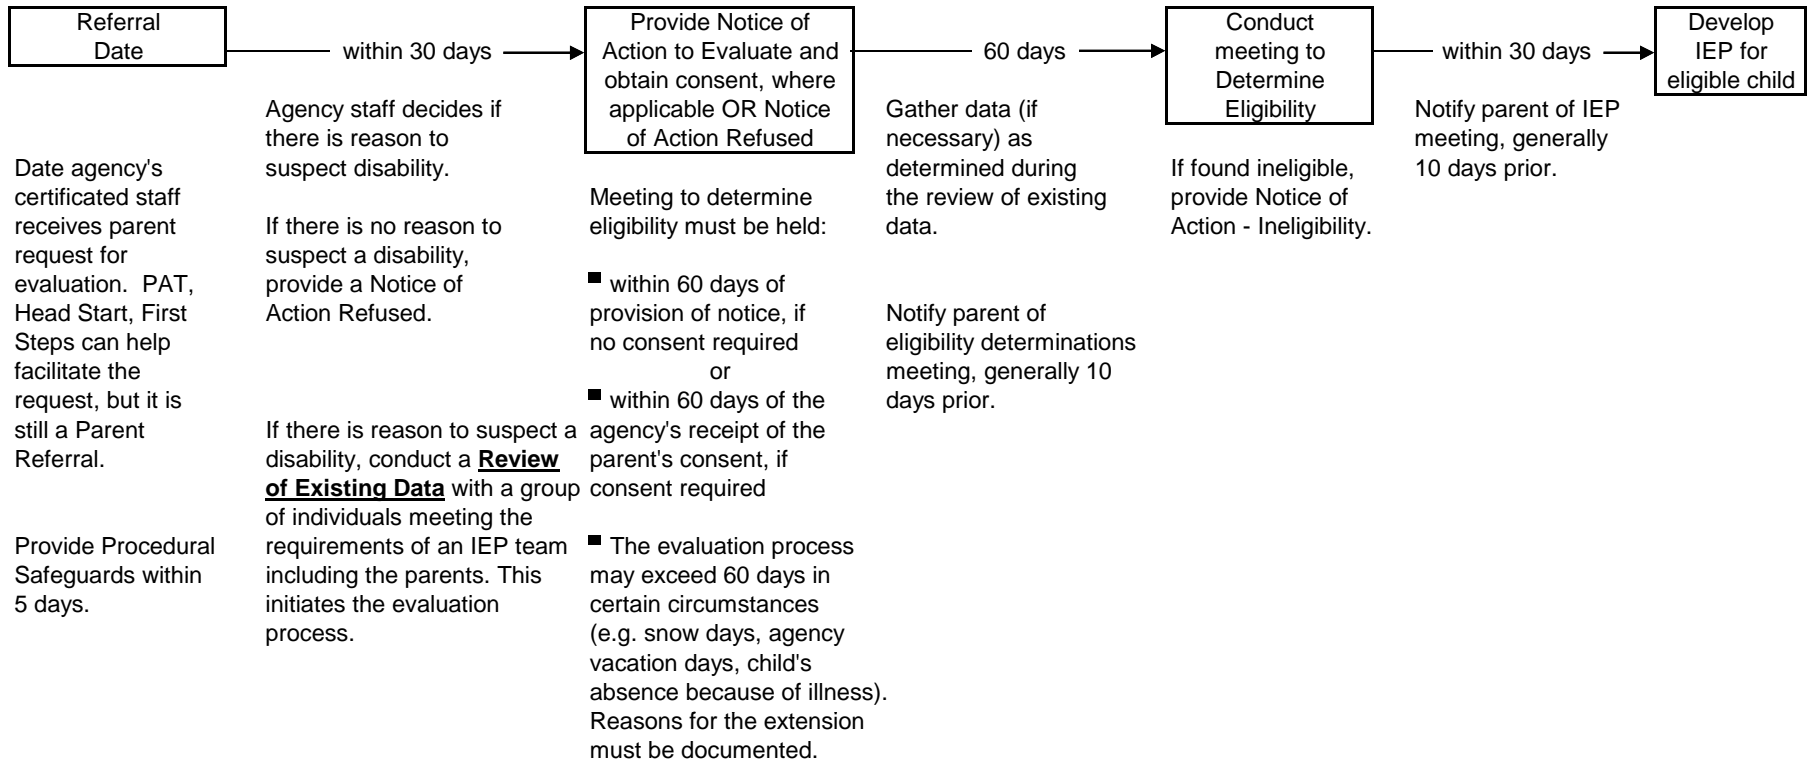 Referral
Date
within 30 days
Provide Notice of
Action to Evaluate and
obtain consent, where
applicable OR Notice
of Action Refused
60 days
Conduct
meeting to
Determine
Eligibility
within 30 days
Develop
IEP for
eligible child
Date agency's
certificated staff
receives parent
request for
evaluation.  PAT,
Head Start, First
Steps can help
facilitate the
request, but it is
still a Parent
Referral.
Provide Procedural
Safeguards within
5 days.
Agency staff decides if
there is reason to
suspect disability.
If there is no reason to
suspect a disability,
provide a Notice of
Action Refused.
If there is reason to suspect a
disability, conduct a Review
of Existing Data with a group
of individuals meeting the
requirements of an IEP team
including the parents. This
initiates the evaluation
process.
Meeting to determine
eligibility must be held:
▪ within 60 days of
provision of notice, if
no consent required
or
▪ within 60 days of the
agency's receipt of the
parent's consent, if
consent required
▪ The evaluation process
may exceed 60 days in
certain circumstances
(e.g. snow days, agency
vacation days, child's
absence because of illness).
Reasons for the extension
must be documented.
Gather data (if
necessary) as
determined during
the review of existing
data.
Notify parent of
eligibility determinations
meeting, generally 10
days prior.
If found ineligible,
provide Notice of
Action - Ineligibility.
Notify parent of IEP
meeting, generally
10 days prior.